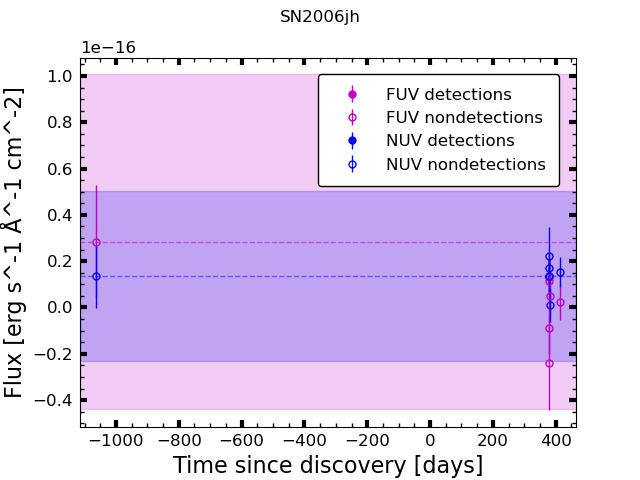 SN2006jh
1e−16
1.0
0.8
0.6
0.4
0.2
0.0
−0.2
−0.4
Flux [erg s^-1 Å^-1 cm^-2]
FUV detections
FUV nondetections
NUV detections
NUV nondetections
−1000 −800 −600 −400 −200 0 200 400
Time since discovery [days]